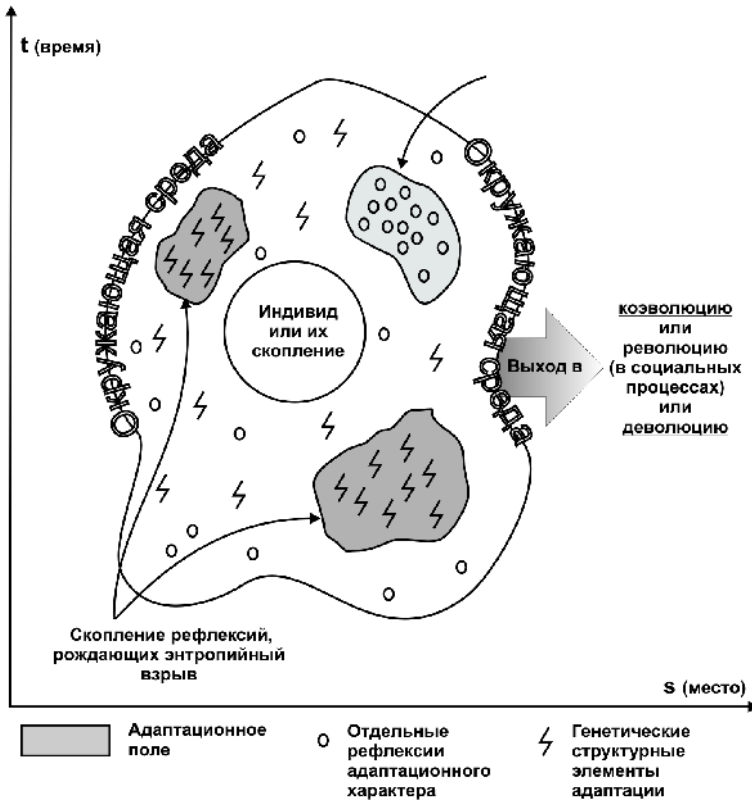 t (время)
Окружающая среда
Окружающая среда
Индивид
или их
скопление
Выход в
коэволюцию
или
революцию
(в социальных
процессах)
или
деволюцию
Скопление рефлексий,
рождающих энтропийный
взрыв
s (место)
Адаптационное
поле
Отдельные
рефлексии
адаптационного
характера
Генетические
структурные
элементы
адаптации